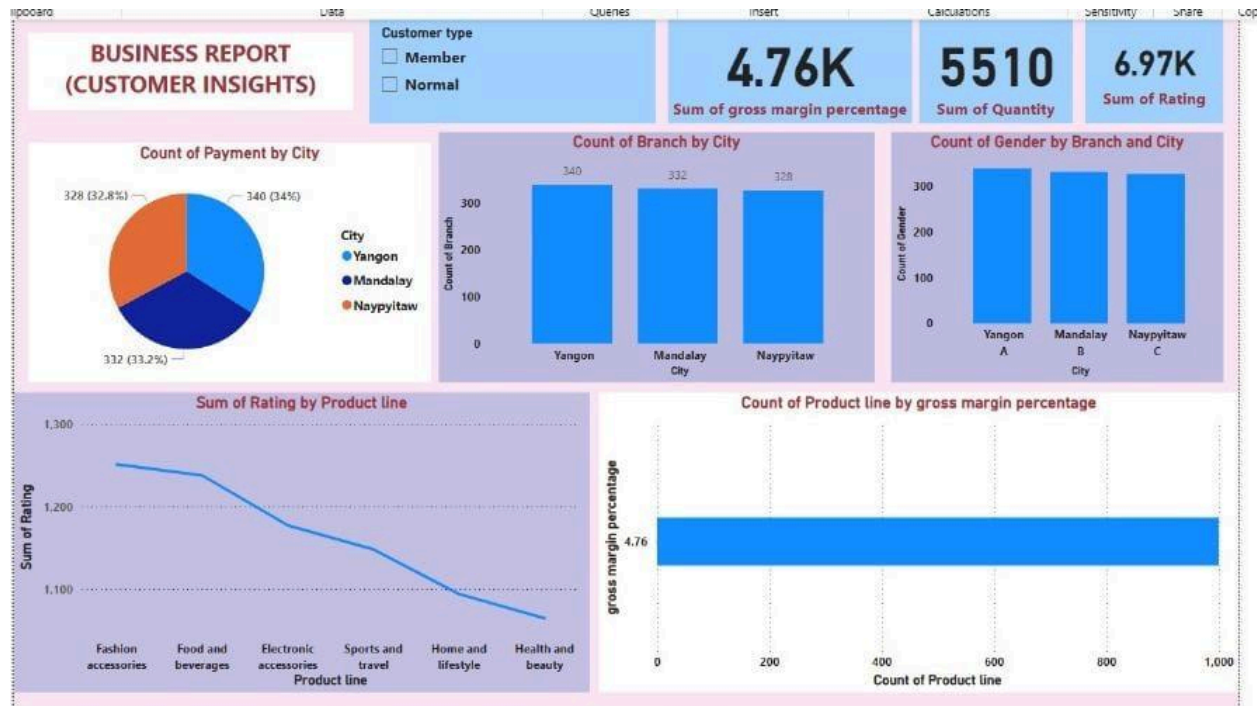 Data
Queries
Insert
Calculations
Sensitivity
Share
BUSINESS REPORT
(CUSTOMER INSIGHTS)
Customer type
Member
Normal
4.76K
Sum of gross margin percentage
5510
Sum of Quantity
6.97K
Sum of Rating
Count of Payment by City
328 (32.8%)
340 (34%)
332 (33.2%)
City
Yangon
Mandalay
Naypyitaw
Count of Branch by City
340
332
328
Count of Branch
300
200
100
0
Yangon
Mandalay
Naypyitaw
City
Count of Gender by Branch and City
Count of Gender
300
200
100
0
Yangon
Mandalay
Naypyitaw
A
B
C
City
Sum of Rating by Product line
Sum of Rating
1,300
1,200
1,100
Fashion
accessories
Food and
beverages
Electronic
accessories
Sports and
travel
Home and
lifestyle
Health and
beauty
Product line
Count of Product line by gross margin percentage
gross margin percentage
4.76
0
200
400
600
800
1,000
Count of Product line